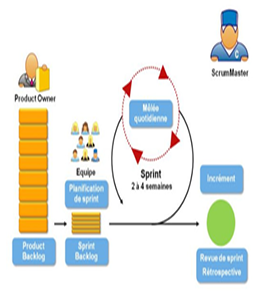 ScrumMaster
Product Owner
Mêlée
quotidienne
Equipe
Sprint
2 à 4 semaines
Planification
de sprint
Incrément
Product
Backlog
Sprint
Backlog
Revue de sprint
Rétrospective